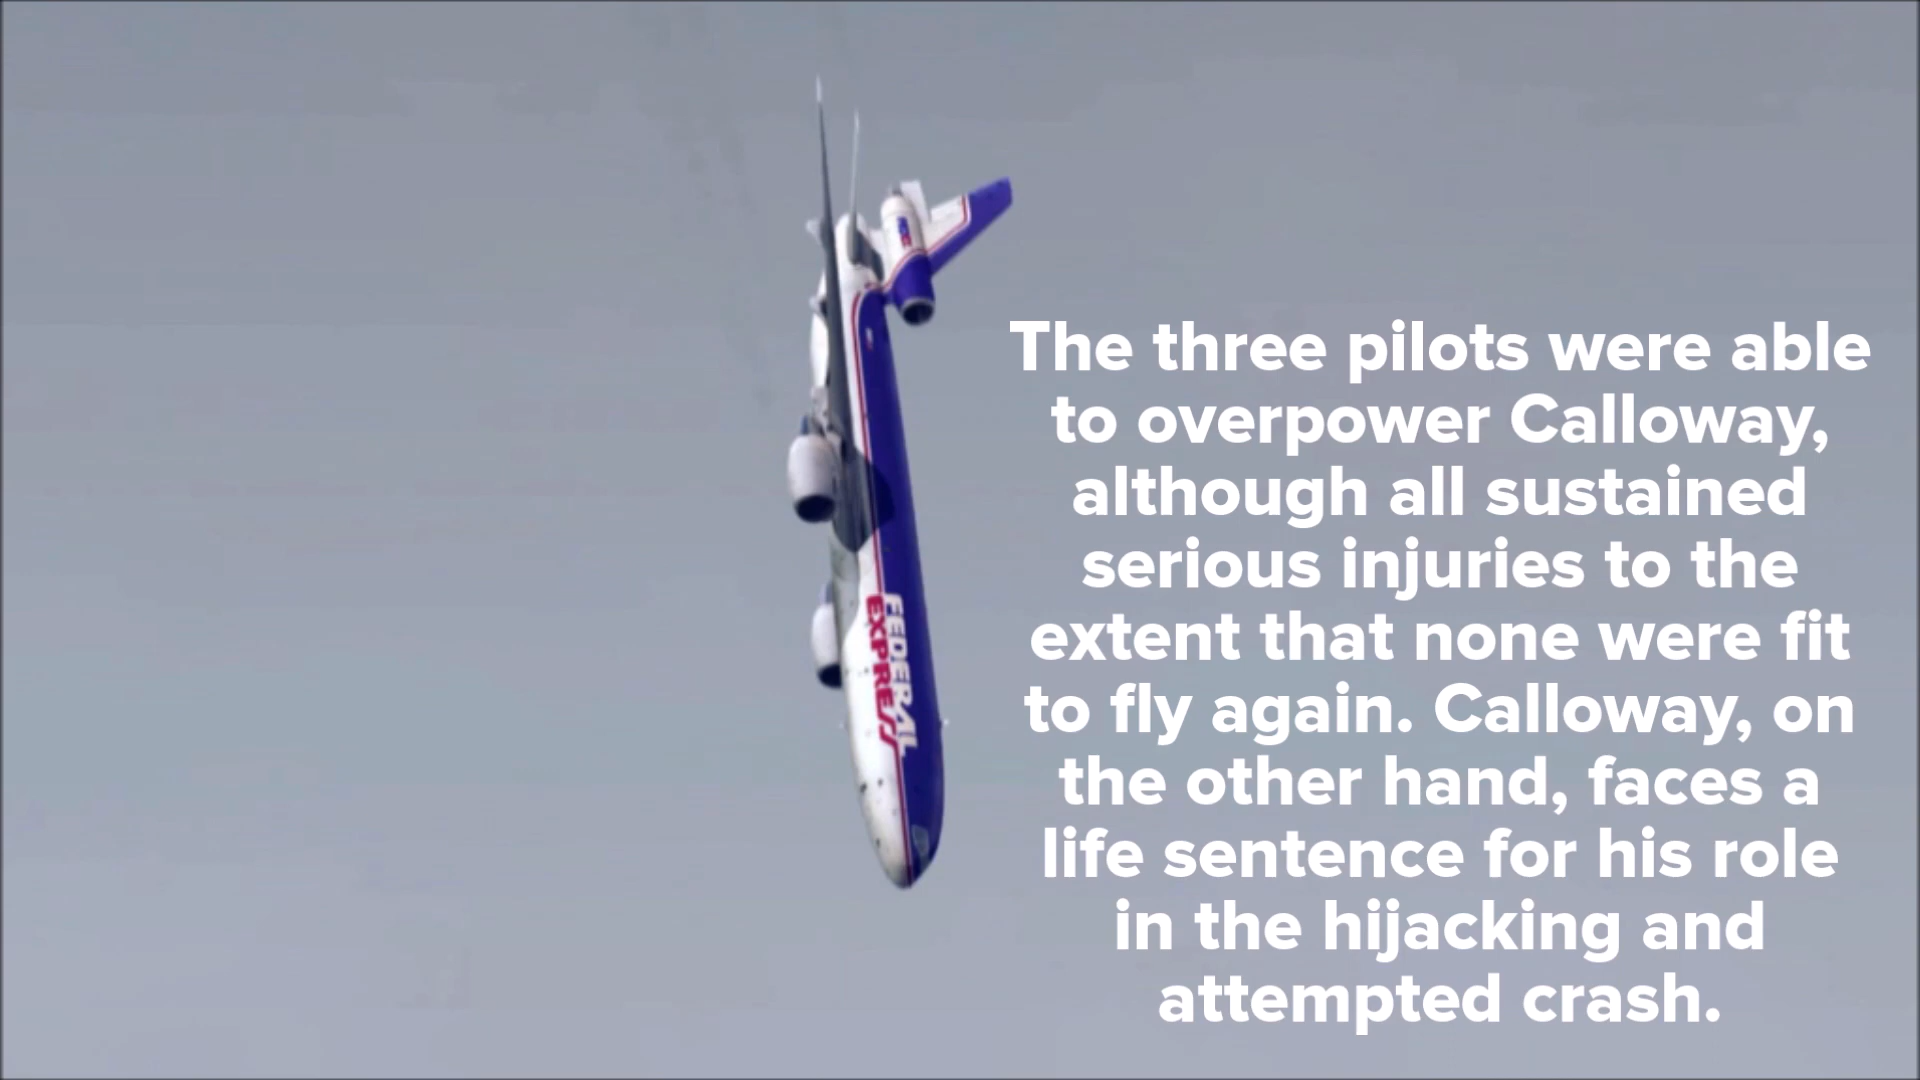 The three pilots were able
to overpower Calloway,
although all sustained
serious injuries to the
extent that none were fit
to fly again. Calloway, on
the other hand, faces a
life sentence for his role
in the hijacking and
attempted crash.
FEDERAL
EXPRESS